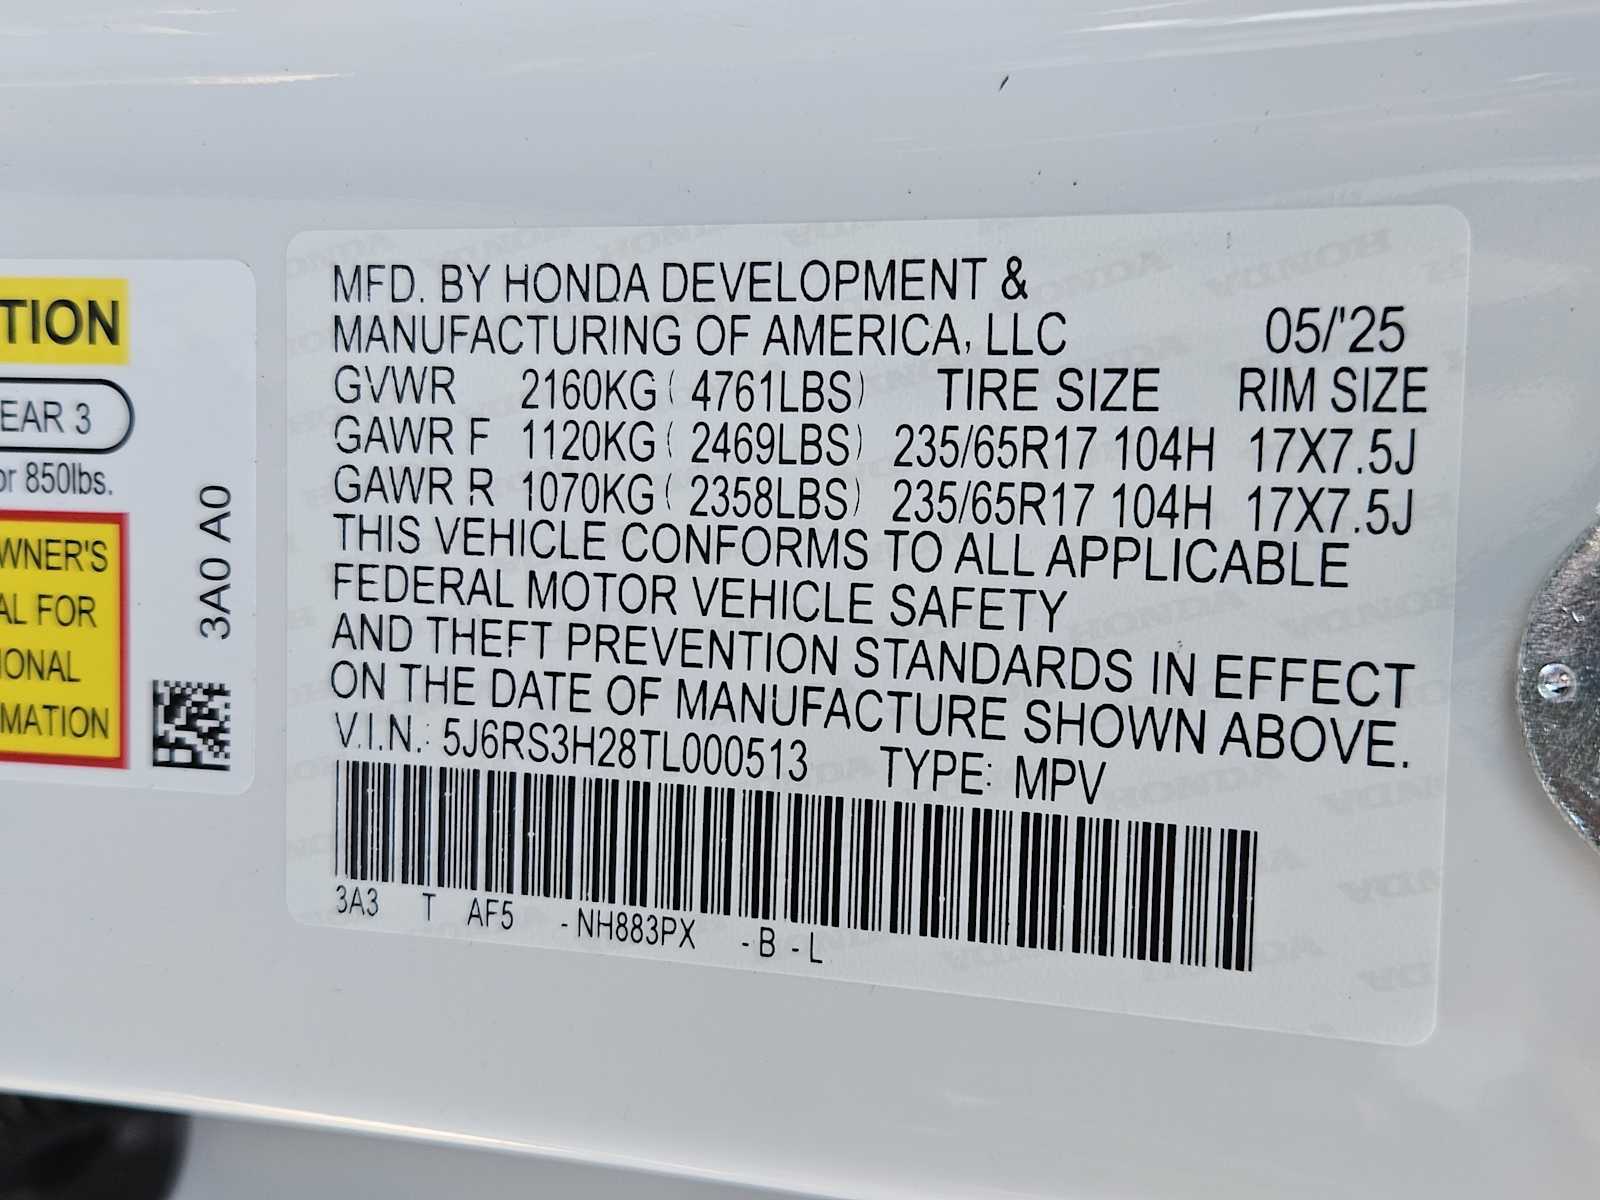 TION
EAR 3
or 850lbs.
WNER'S
AL FOR
IONAL
MATION
3A0 A0
MFD. BY HONDA DEVELOPMENT &
MANUFACTURING OF AMERICA, LLC 05/'25
GVWR 2160KG ( 4761LBS) TIRE SIZE RIM SIZE
GAWR F 1120KG ( 2469LBS) 235/65R17 104H 17X7.5J
GAWR R 1070KG ( 2358LBS) 235/65R17 104H 17X7.5J
THIS VEHICLE CONFORMS TO ALL APPLICABLE
FEDERAL MOTOR VEHICLE SAFETY
AND THEFT PREVENTION STANDARDS IN EFFECT
ON THE DATE OF MANUFACTURE SHOWN ABOVE.
V.I.N.: 5J6RS3H28TL000513 TYPE: MPV
3A3 T AF5 -NH883PX -B -L